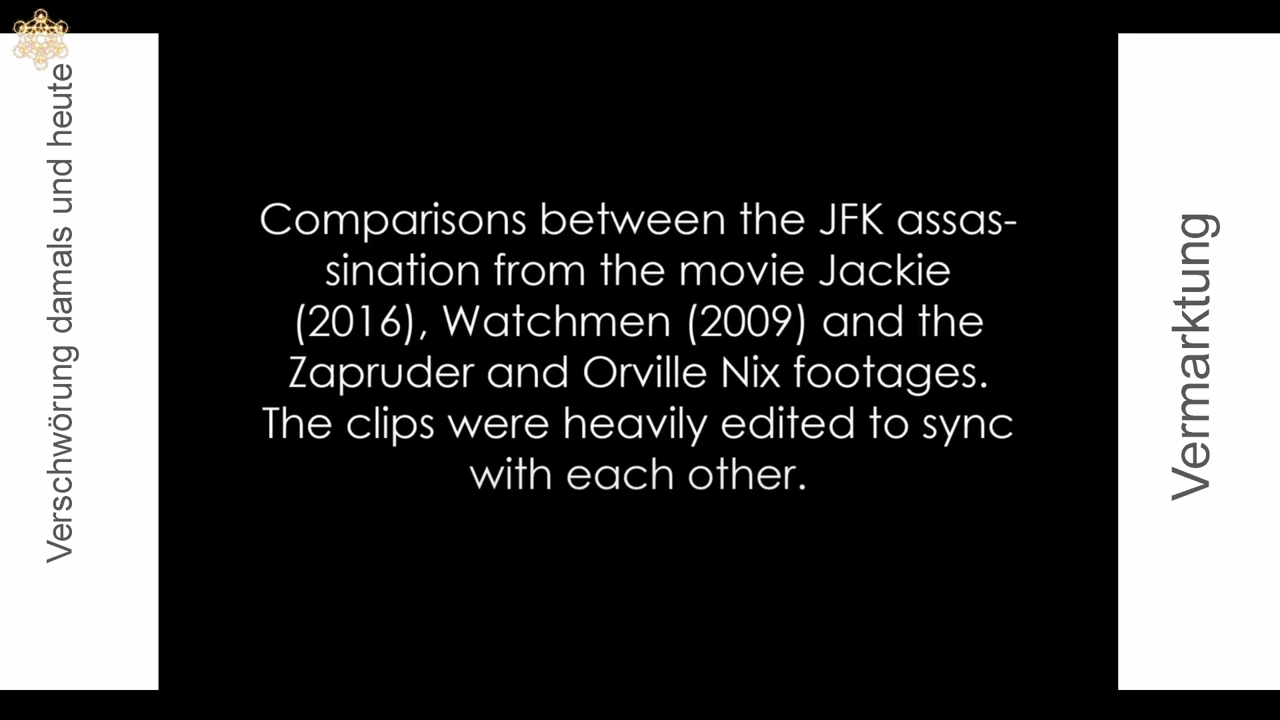 Verschwörung damals und heute
Comparisons between the JFK assas-
sination from the movie Jackie
(2016), Watchmen (2009) and the
Zapruder and Orville Nix footages.
The clips were heavily edited to sync
with each other.
Vermarktung